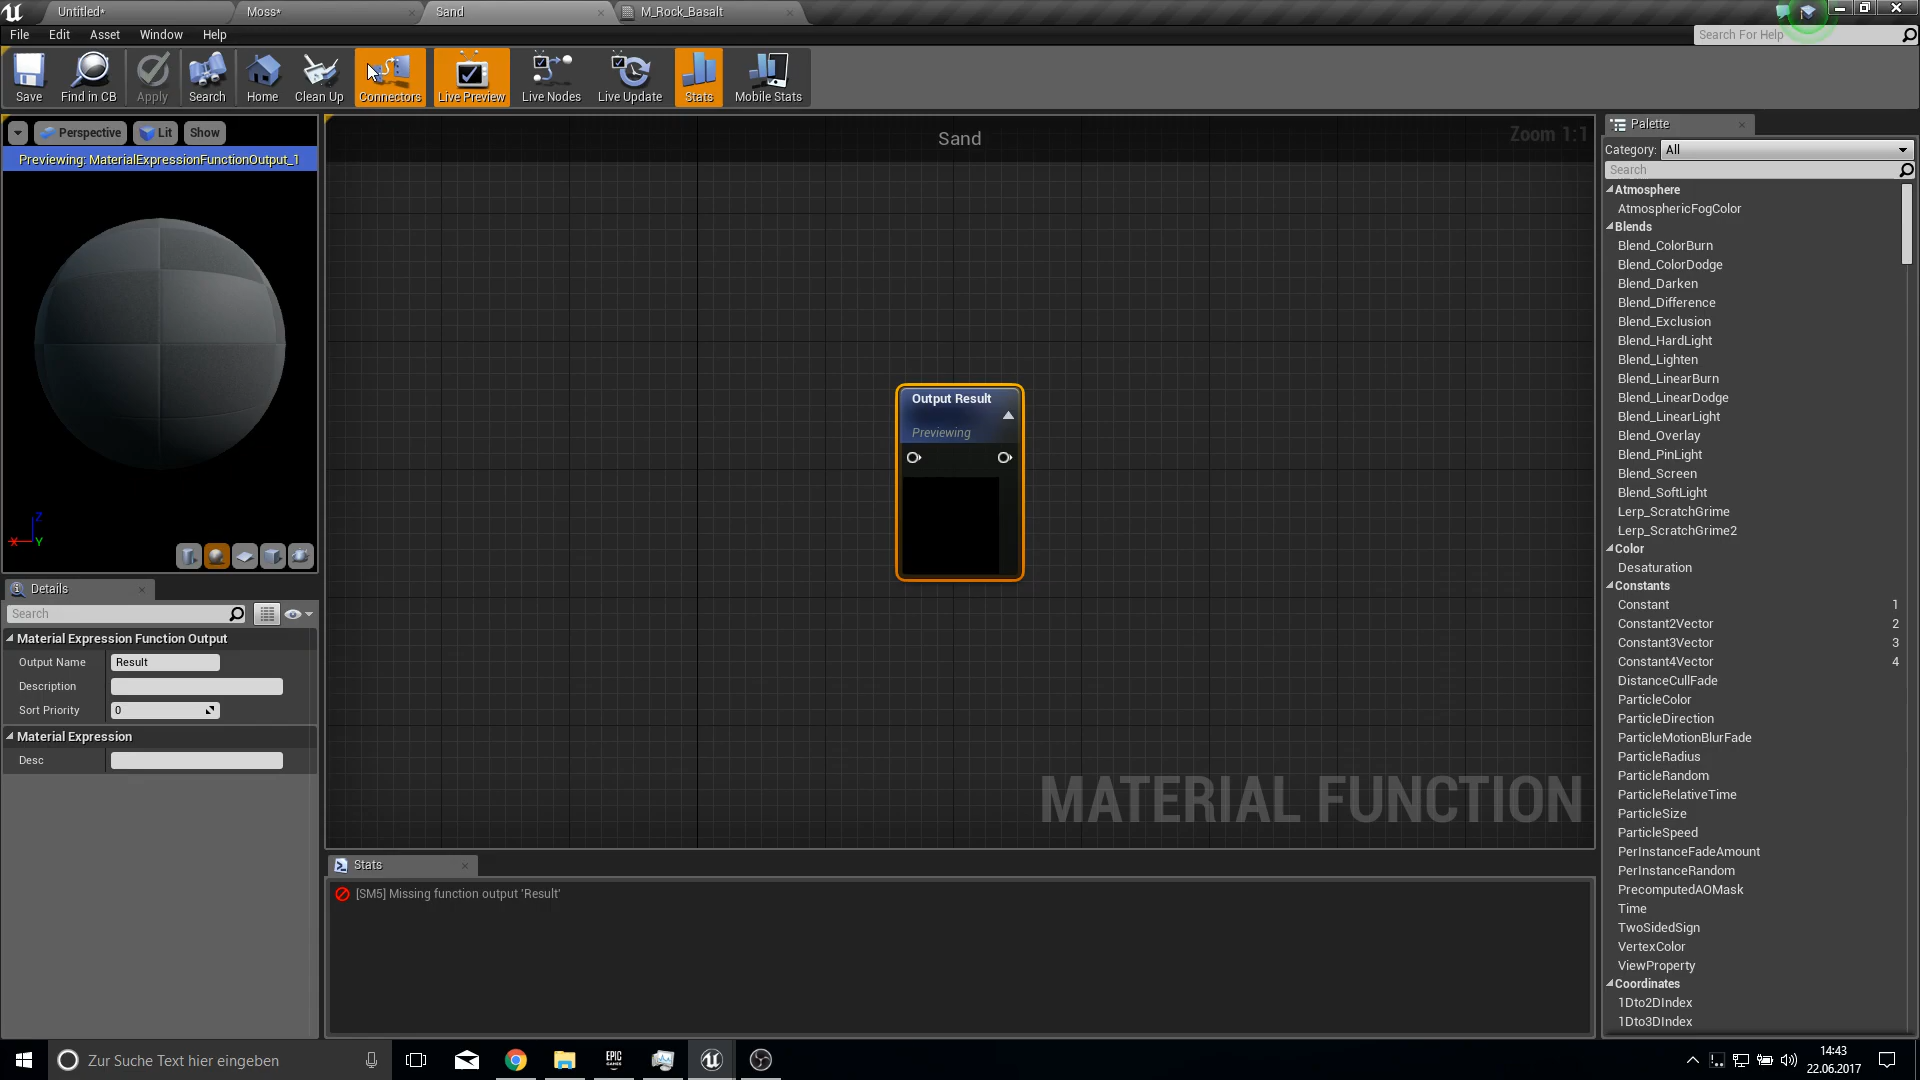 Untitled*
Moss*
Sand
M_Rock_Basalt
File
Edit
Asset
Window
Help
Search For Help
Save
Find in CB
Apply
Search
Home
Clean Up
Connectors
Live Preview
Live Nodes
Live Update
Stats
Mobile Stats
Perspective
Lit
Show
Previewing: MaterialExpressionFunctionOutput_1
Z
X
Y
Details
Search
Material Expression Function Output
Output Name
Result
Description
Sort Priority
0
Material Expression
Desc
Sand
Zoom 1:1
Output Result
Previewing
MATERIAL FUNCTION
Stats
[SM5] Missing function output 'Result'
Palette
Category:
All
Search
Atmosphere
AtmosphericFogColor
Blends
Blend_ColorBurn
Blend_ColorDodge
Blend_Darken
Blend_Difference
Blend_Exclusion
Blend_HardLight
Blend_Lighten
Blend_LinearBurn
Blend_LinearDodge
Blend_LinearLight
Blend_Overlay
Blend_PinLight
Blend_Screen
Blend_SoftLight
Lerp_ScratchGrime
Lerp_ScratchGrime2
Color
Desaturation
Constants
Constant 1
Constant2Vector 2
Constant3Vector 3
Constant4Vector 4
DistanceCullFade
ParticleColor
ParticleDirection
ParticleMotionBlurFade
ParticleRadius
ParticleRandom
ParticleRelativeTime
ParticleSize
ParticleSpeed
PerInstanceFadeAmount
PerInstanceRandom
PrecomputedAOMask
Time
TwoSidedSign
VertexColor
ViewProperty
Coordinates
1Dto2DIndex
1Dto3DIndex
Zur Suche Text hier eingeben
EPIC
GAMES
14:43
22.06.2017